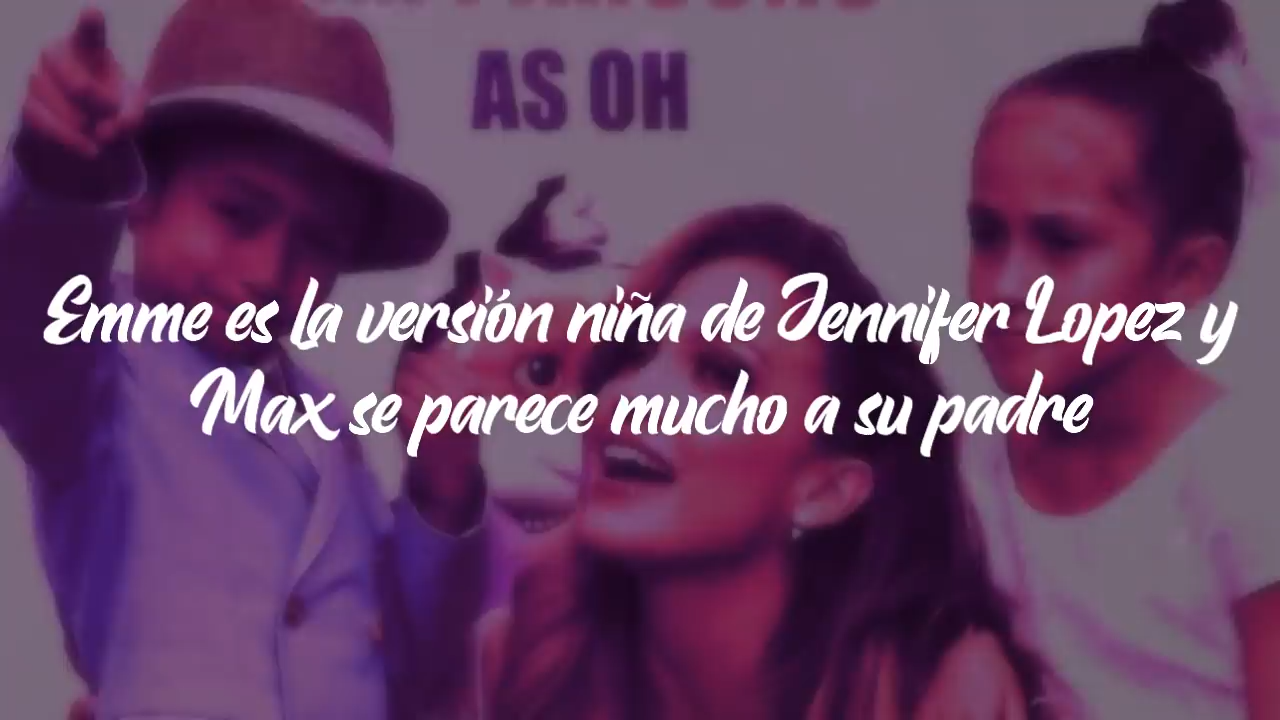 AS OH
Emme es la versión niña de Jennifer Lopez y
Max se parece mucho a su padre